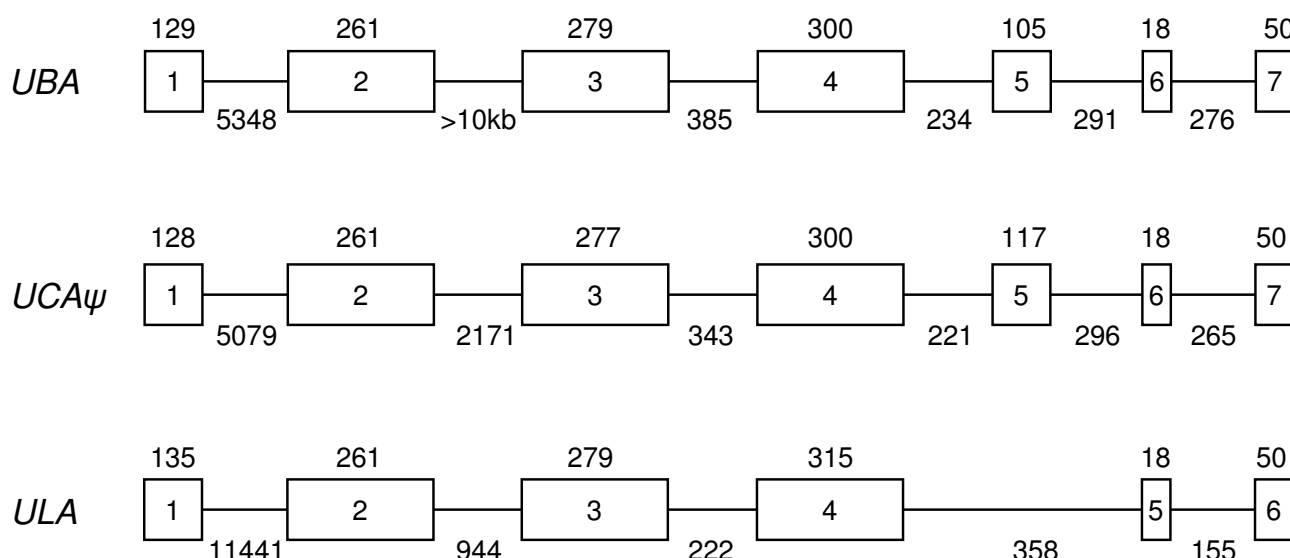 129 261 279 300 105 18 50
UBA 1 2 3 4 5 6 7
5348 >10kb 385 234 291 276
128 261 277 300 117 18 50
UCAψ 1 2 3 4 5 6 7
5079 2171 343 221 296 265
135 261 279 315 18 50
ULA 1 2 3 4 5 6
11441 944 222 358 155